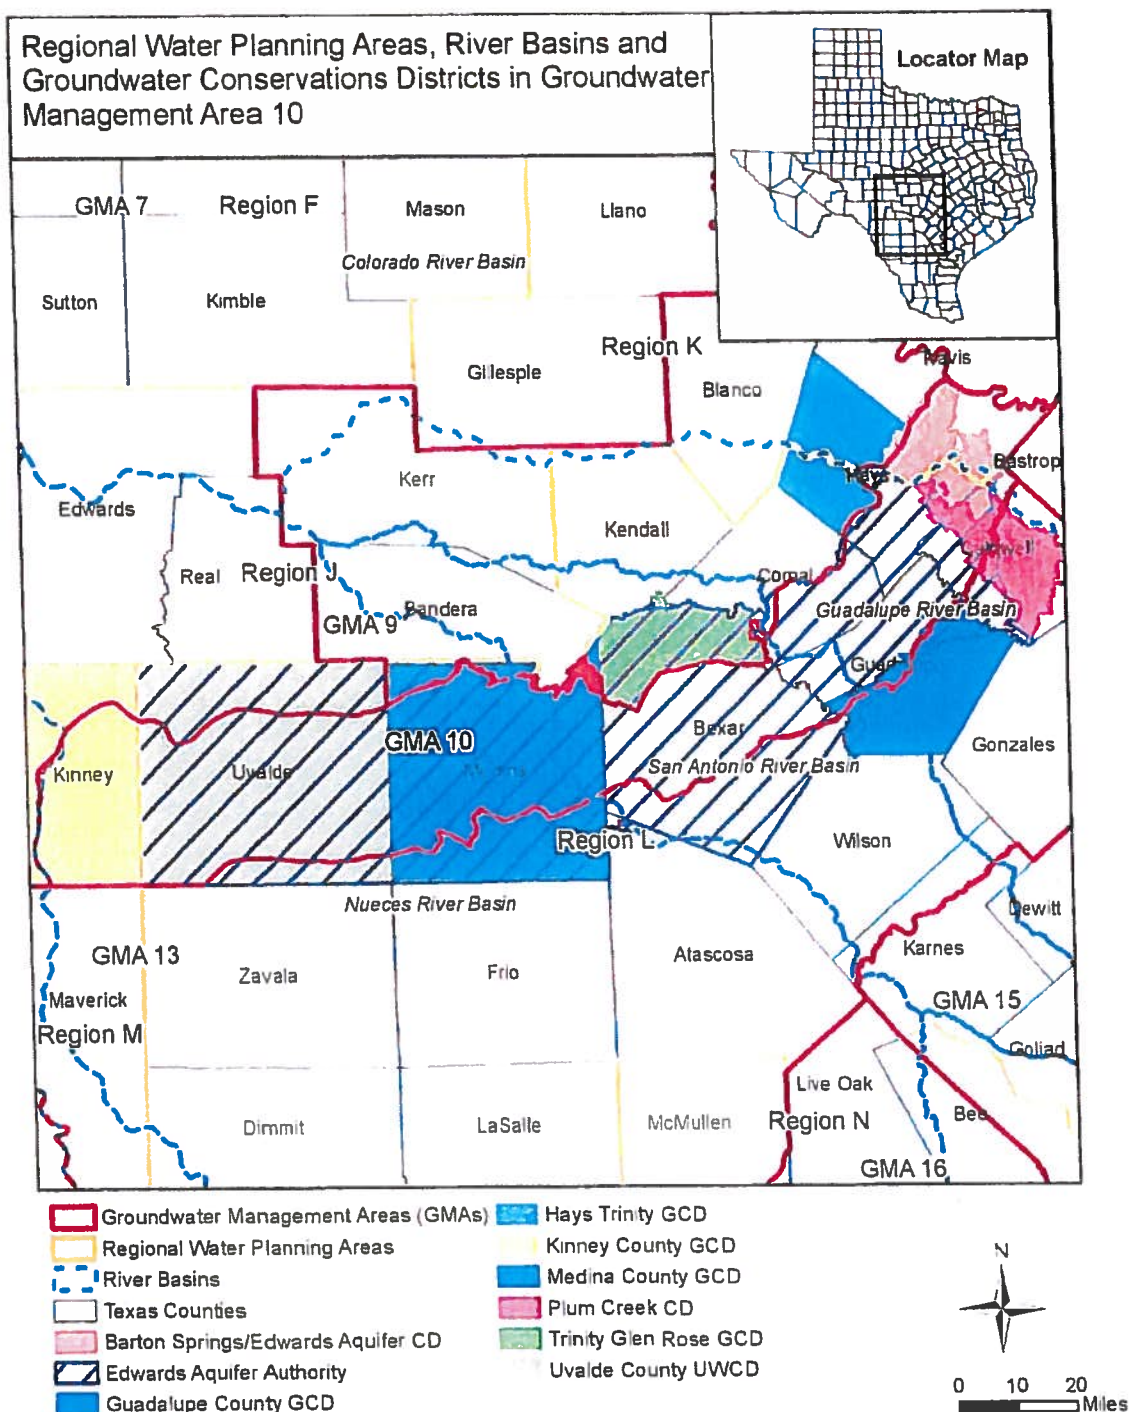 Regional Water Planning Areas, River Basins and
Groundwater Conservations Districts in Groundwater
Management Area 10
Locator Map
GMA 7
Region F
Mason
Llano
Colorado River Basin
Sutton
Kimble
Region K
Travis
Gillespie
Blanco
Bastrop
Hays
Kerr
Edwards
Kendall
Real
Region J
Comal
Bandera
Guadalupe River Basin
GMA 9
Bexar
GMA 10
Gonzales
Kinney
Uvalde
San Antonio River Basin
Region L
Wilson
Nueces River Basin
Dewitt
GMA 13
Karnes
Zavala
Frio
Atascosa
Maverick
GMA 15
Region M
Goliad
Live Oak
Dimmit
LaSalle
McMullen
Region N
Bee
GMA 16
Groundwater Management Areas (GMAs)
Regional Water Planning Areas
River Basins
Texas Counties
Barton Springs/Edwards Aquifer CD
Edwards Aquifer Authority
Guadalupe County GCD
Hays Trinity GCD
Kinney County GCD
Medina County GCD
Plum Creek CD
Trinity Glen Rose GCD
Uvalde County UWCD
N
0 10 20
Miles